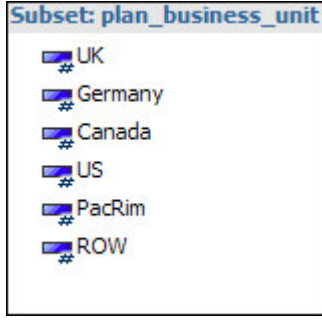 Subset: plan_business_unit
UK
Germany
Canada
US
PacRim
ROW